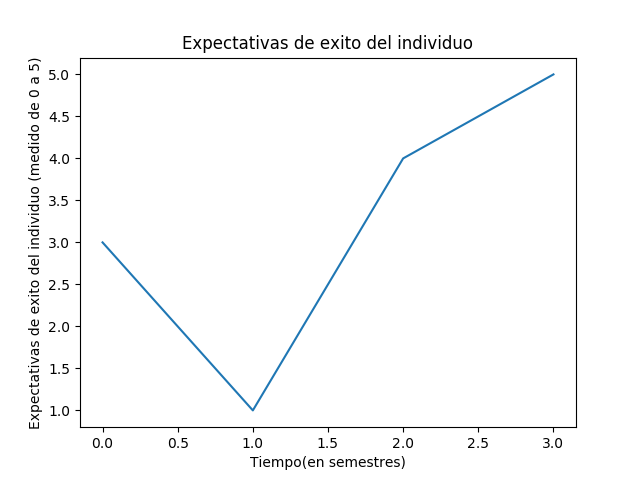 Expectativas de exito del individuo
Expectativas de exito del individuo (medido de 0 a 5)
5.0
4.5
4.0
3.5
3.0
2.5
2.0
1.5
1.0
0.0 0.5 1.0 1.5 2.0 2.5 3.0
Tiempo(en semestres)